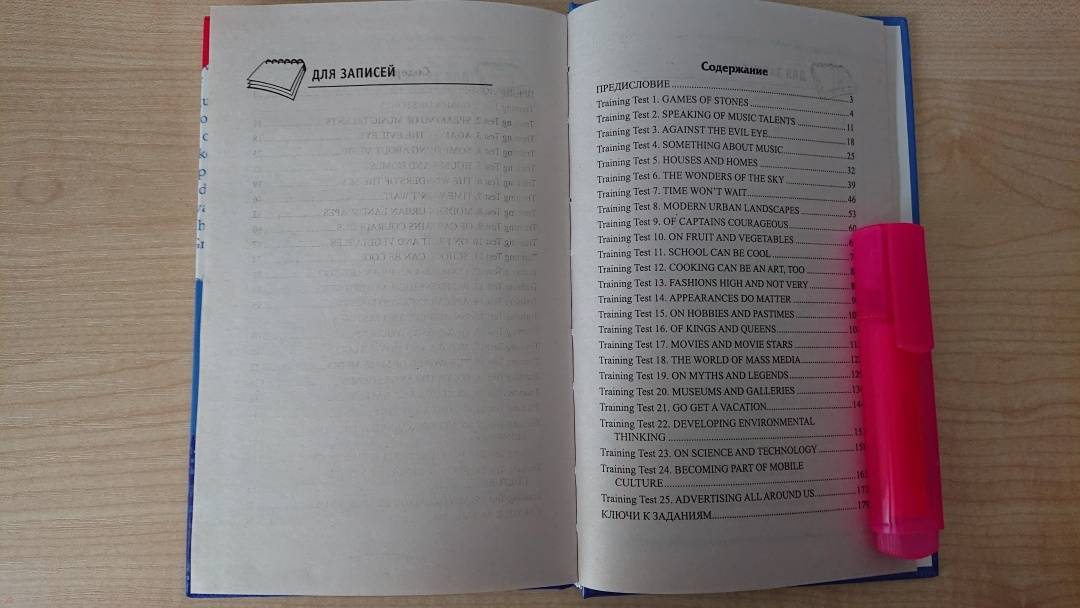 ДЛЯ ЗАПИСЕЙ
Содержание
ПРЕДИСЛОВИЕ 3
Training Test 1. GAMES OF STONES 4
Training Test 2. SPEAKING OF MUSIC TALENTS 11
Training Test 3. AGAINST THE EVIL EYE 18
Training Test 4. SOMETHING ABOUT MUSIC 25
Training Test 5. HOUSES AND HOMES 32
Training Test 6. THE WONDERS OF THE SKY 39
Training Test 7. TIME WON'T WAIT 46
Training Test 8. MODERN URBAN LANDSCAPES 53
Training Test 9. OF CAPTAINS COURAGEOUS 60
Training Test 10. ON FRUIT AND VEGETABLES
Training Test 11. SCHOOL CAN BE COOL
Training Test 12. COOKING CAN BE AN ART, TOO
Training Test 13. FASHIONS HIGH AND NOT VERY
Training Test 14. APPEARANCES DO MATTER
Training Test 15. ON HOBBIES AND PASTIMES
Training Test 16. OF KINGS AND QUEENS
Training Test 17. MOVIES AND MOVIE STARS
Training Test 18. THE WORLD OF MASS MEDIA
Training Test 19. ON MYTHS AND LEGENDS 129
Training Test 20. MUSEUMS AND GALLERIES
Training Test 21. GO GET A VACATION 144
Training Test 22. DEVELOPING ENVIRONMENTAL
THINKING
Training Test 23. ON SCIENCE AND TECHNOLOGY
Training Test 24. BECOMING PART OF MOBILE
CULTURE 165
Training Test 25. ADVERTISING ALL AROUND US 172
КЛЮЧИ К ЗАДАНИЯМ 179